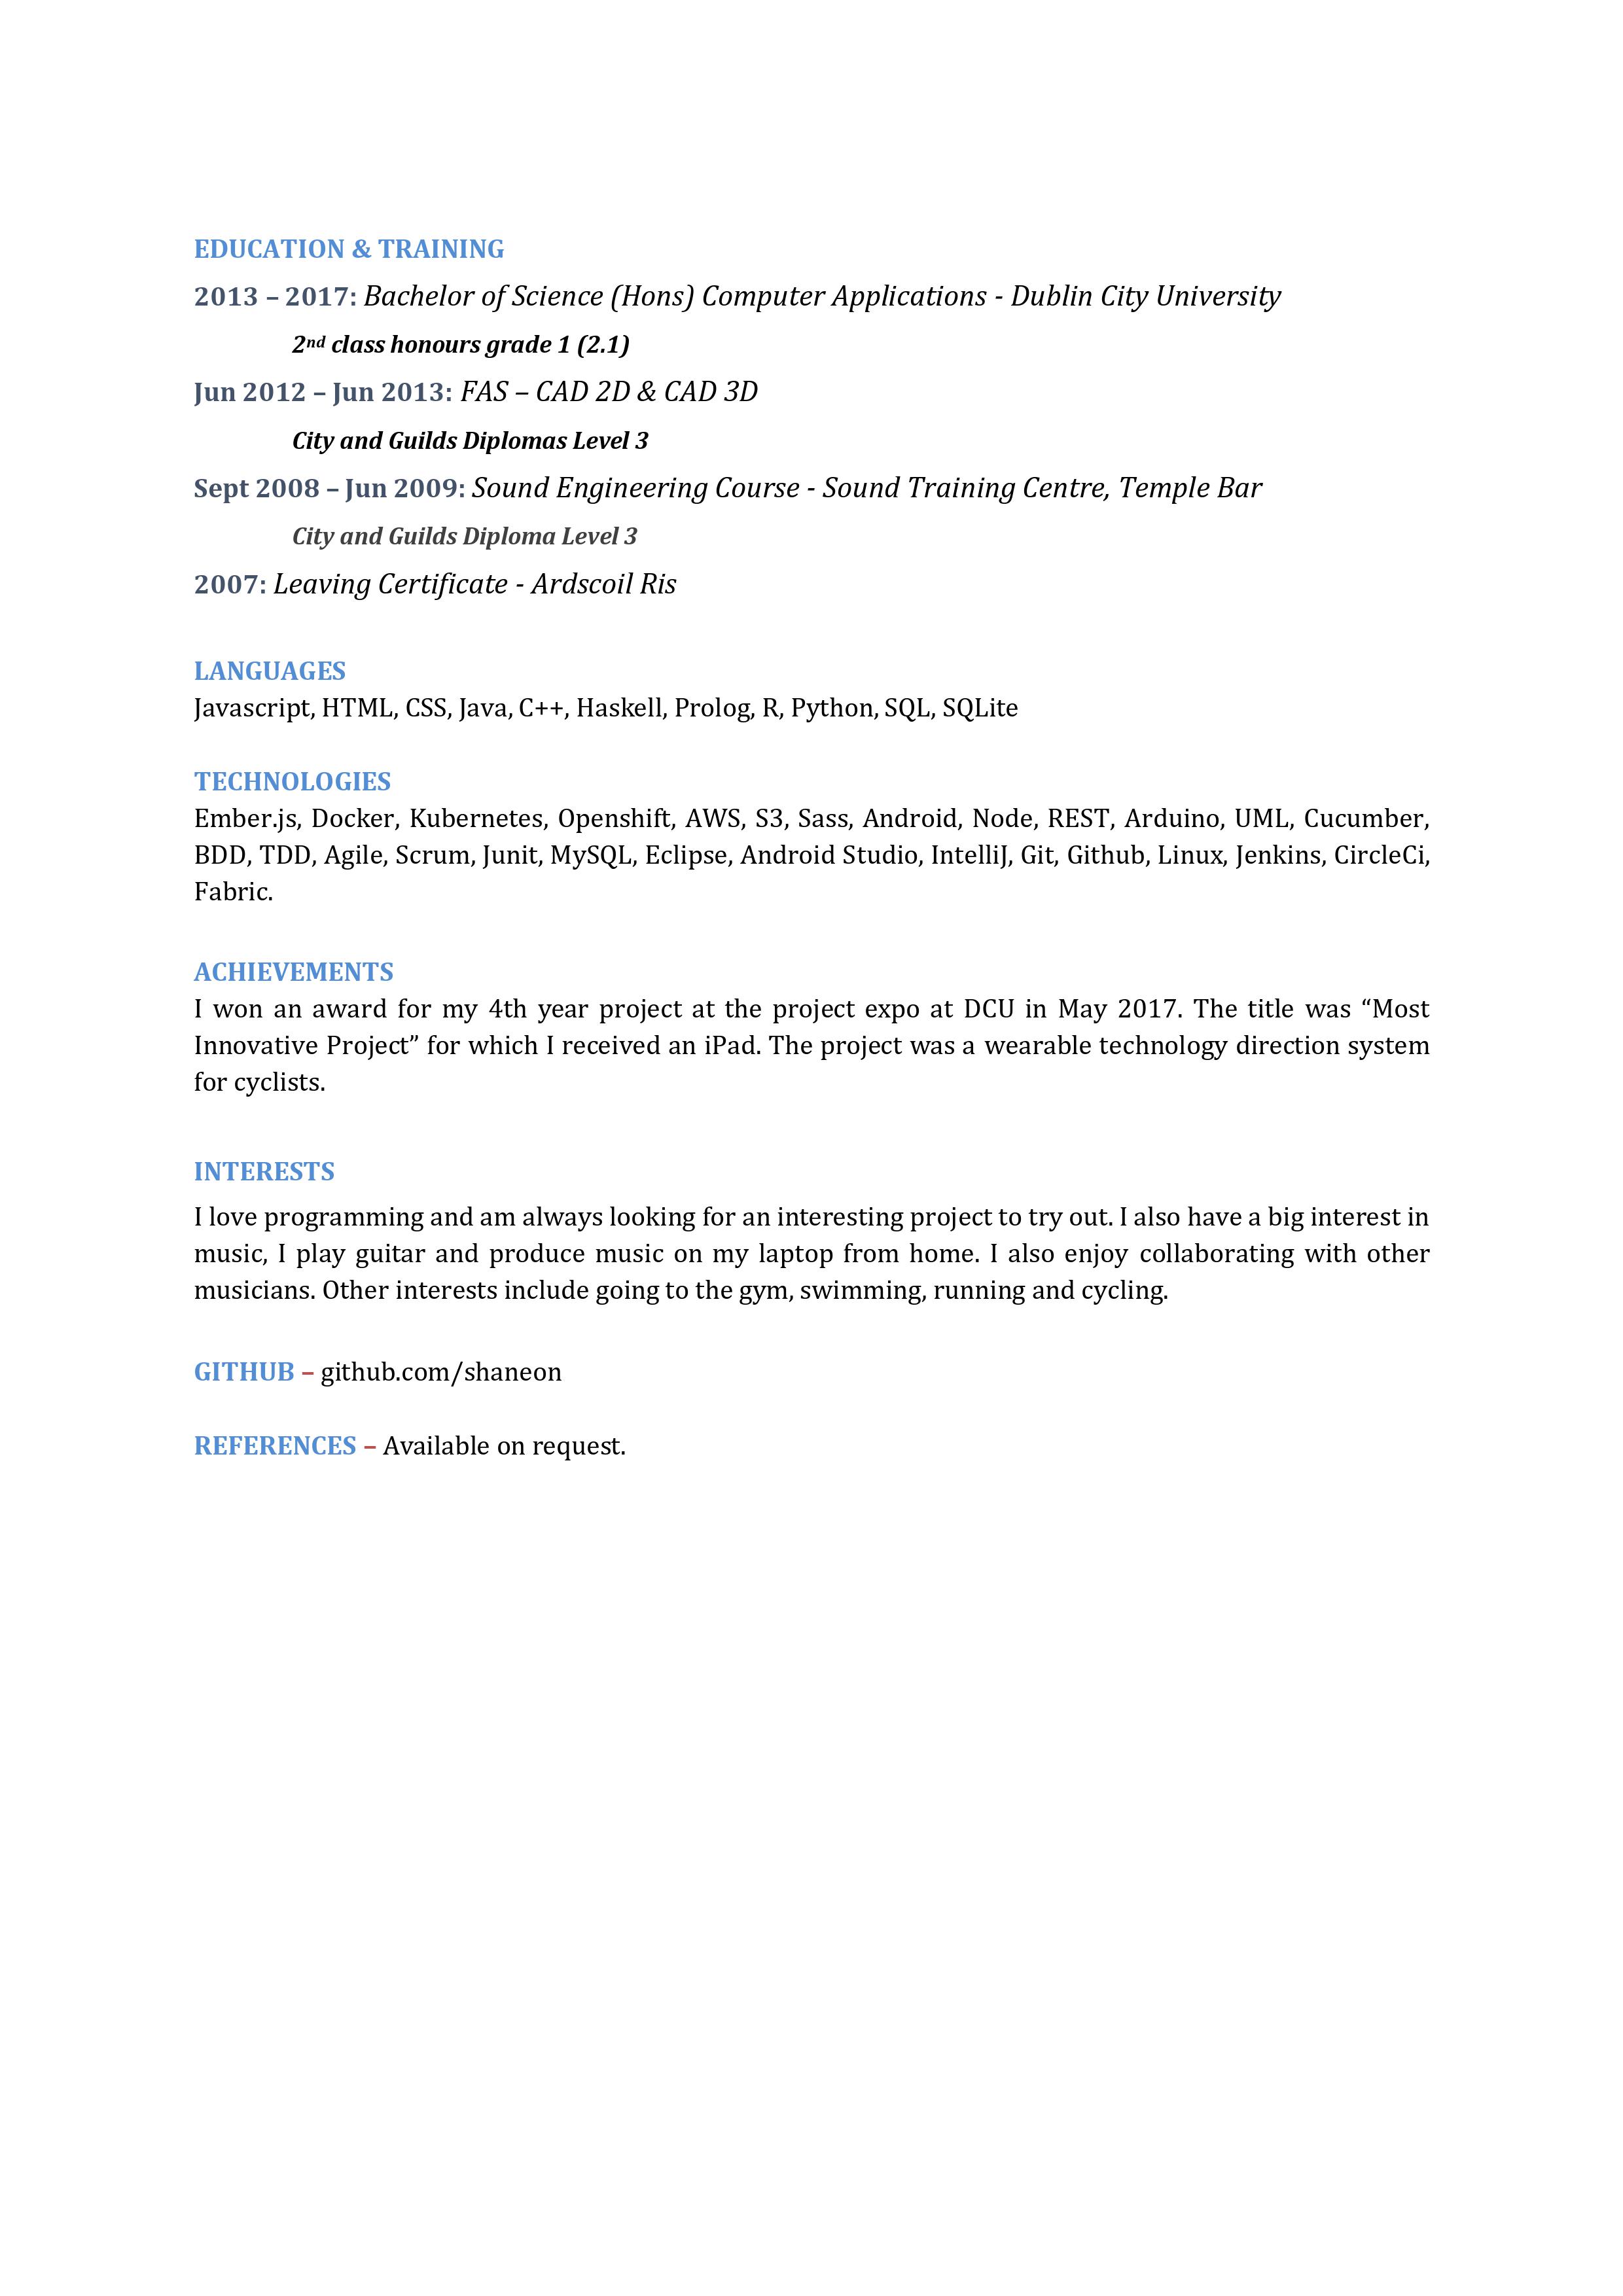 EDUCATION & TRAINING
2013 – 2017: Bachelor of Science (Hons) Computer Applications - Dublin City University
2nd class honours grade 1 (2.1)
Jun 2012 – Jun 2013: FAS – CAD 2D & CAD 3D
City and Guilds Diplomas Level 3
Sept 2008 – Jun 2009: Sound Engineering Course - Sound Training Centre, Temple Bar
City and Guilds Diploma Level 3
2007: Leaving Certificate - Ardscoil Ris
LANGUAGES
Javascript, HTML, CSS, Java, C++, Haskell, Prolog, R, Python, SQL, SQLite
TECHNOLOGIES
Ember.js, Docker, Kubernetes, Openshift, AWS, S3, Sass, Android, Node, REST, Arduino, UML, Cucumber,
BDD, TDD, Agile, Scrum, Junit, MySQL, Eclipse, Android Studio, IntelliJ, Git, Github, Linux, Jenkins, CircleCi,
Fabric.
ACHIEVEMENTS
I won an award for my 4th year project at the project expo at DCU in May 2017. The title was “Most
Innovative Project” for which I received an iPad. The project was a wearable technology direction system
for cyclists.
INTERESTS
I love programming and am always looking for an interesting project to try out. I also have a big interest in
music, I play guitar and produce music on my laptop from home. I also enjoy collaborating with other
musicians. Other interests include going to the gym, swimming, running and cycling.
GITHUB – github.com/shaneon
REFERENCES – Available on request.